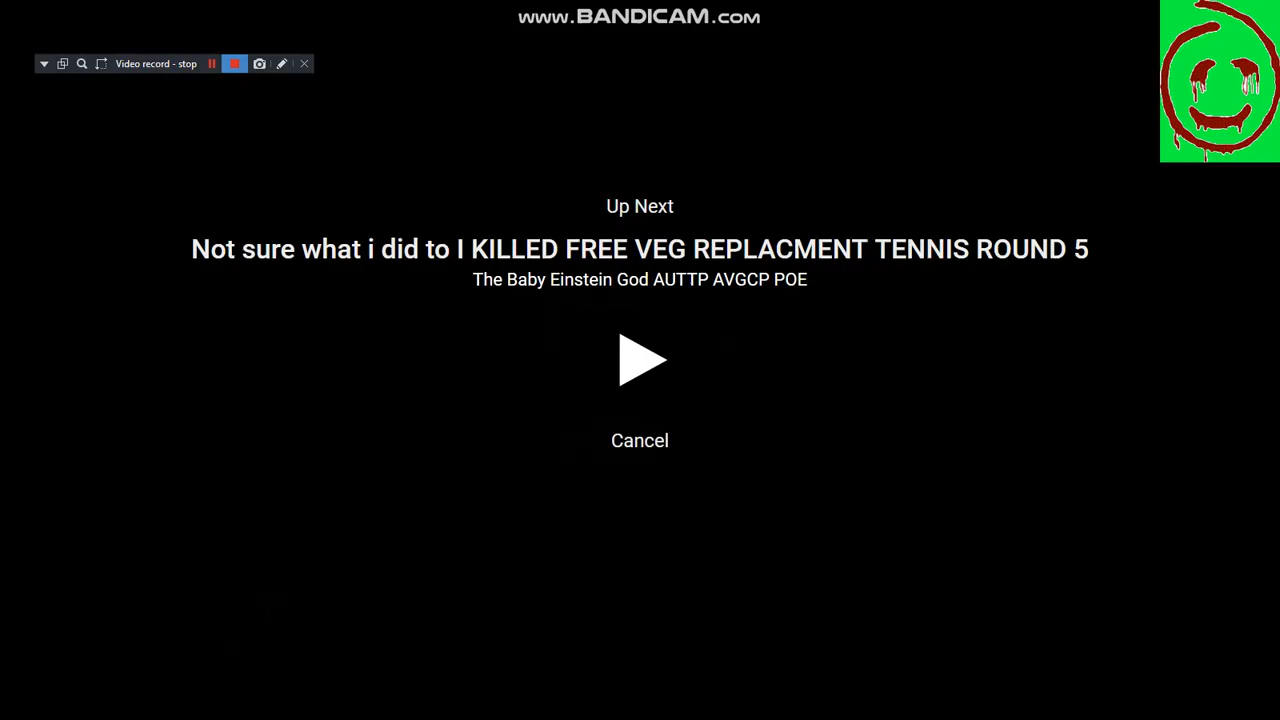 www.BANDICAM.com
Video record - stop
Up Next
Not sure what i did to I KILLED FREE VEG REPLACMENT TENNIS ROUND 5
The Baby Einstein God AUTTP AVGCP POE
Cancel